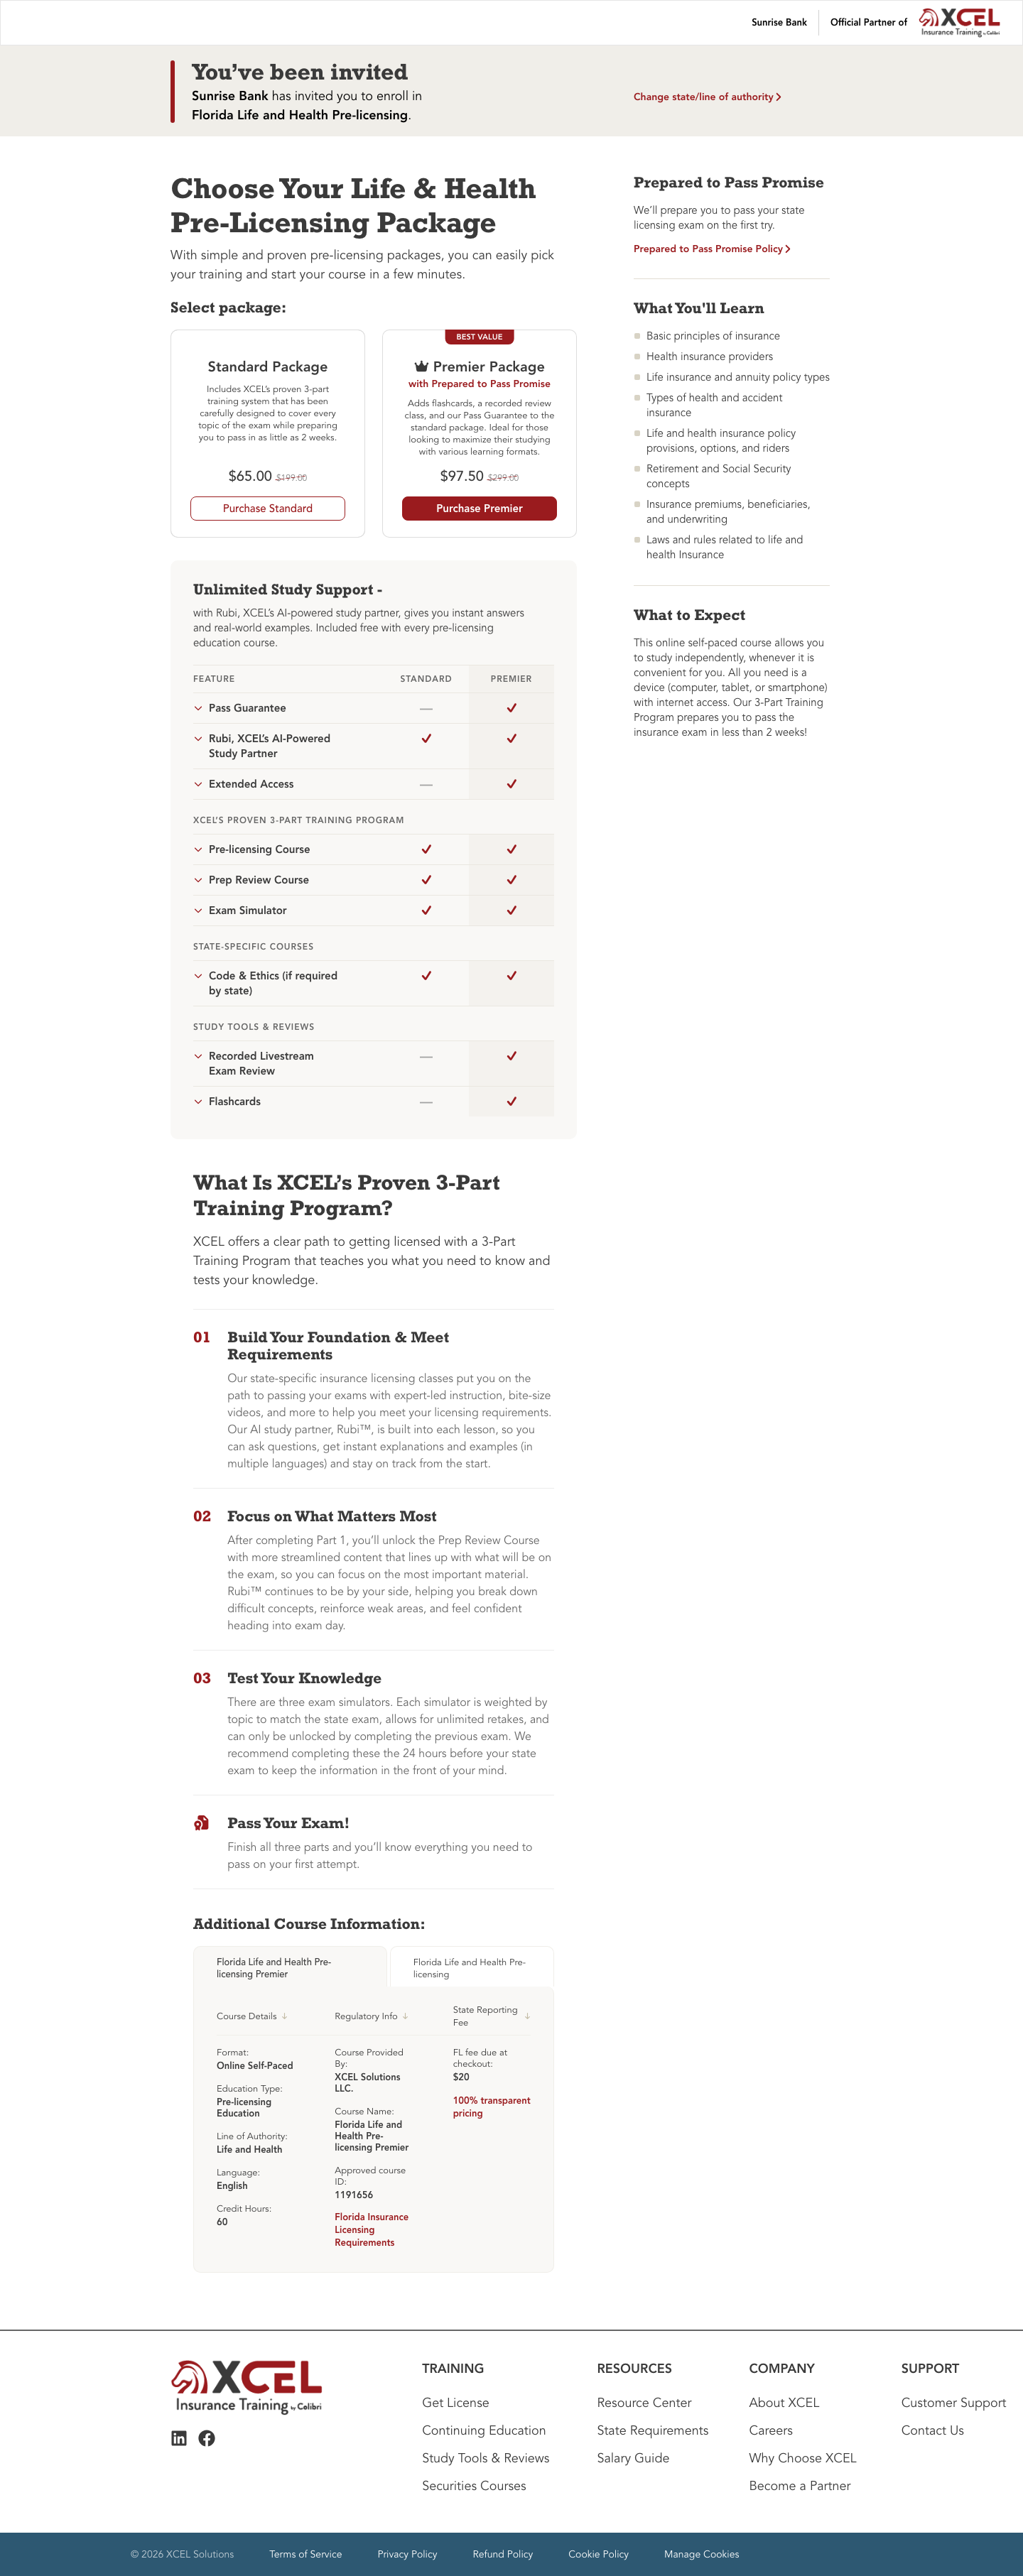 Sunrise Bank
Official Partner of
XCEL
Insurance Training by Colibri
You’ve been invited
Sunrise Bank has invited you to enroll in
Florida Life and Health Pre-licensing.
Change state/line of authority
Choose Your Life & Health
Pre-Licensing Package
With simple and proven pre-licensing packages, you can easily pick
your training and start your course in a few minutes.
Select package:
Standard Package
Includes XCEL’s proven 3-part
training system that has been
carefully designed to cover every
topic of the exam while preparing
you to pass in as little as 2 weeks.
$65.00 $199.00
Purchase Standard
BEST VALUE
Premier Package
with Prepared to Pass Promise
Adds flashcards, a recorded review
class, and our Pass Guarantee to the
standard package. Ideal for those
looking to maximize their studying
with various learning formats.
$97.50 $299.00
Purchase Premier
Unlimited Study Support -
with Rubi, XCEL’s AI-powered study partner, gives you instant answers
and real-world examples. Included free with every pre-licensing
education course.
FEATURE STANDARD PREMIER
Pass Guarantee
Rubi, XCEL’s AI-Powered
Study Partner
Extended Access
XCEL’S PROVEN 3-PART TRAINING PROGRAM
Pre-licensing Course
Prep Review Course
Exam Simulator
STATE-SPECIFIC COURSES
Code & Ethics (if required
by state)
STUDY TOOLS & REVIEWS
Recorded Livestream
Exam Review
Flashcards
Prepared to Pass Promise
We’ll prepare you to pass your state
licensing exam on the first try.
Prepared to Pass Promise Policy
What You'll Learn
Basic principles of insurance
Health insurance providers
Life insurance and annuity policy types
Types of health and accident
insurance
Life and health insurance policy
provisions, options, and riders
Retirement and Social Security
concepts
Insurance premiums, beneficiaries,
and underwriting
Laws and rules related to life and
health Insurance
What to Expect
This online self-paced course allows you
to study independently, whenever it is
convenient for you. All you need is a
device (computer, tablet, or smartphone)
with internet access. Our 3-Part Training
Program prepares you to pass the
insurance exam in less than 2 weeks!
What Is XCEL’s Proven 3-Part
Training Program?
XCEL offers a clear path to getting licensed with a 3-Part
Training Program that teaches you what you need to know and
tests your knowledge.
01 Build Your Foundation & Meet
Requirements
Our state-specific insurance licensing classes put you on the
path to passing your exams with expert-led instruction, bite-size
videos, and more to help you meet your licensing requirements.
Our AI study partner, Rubi™, is built into each lesson, so you
can ask questions, get instant explanations and examples (in
multiple languages) and stay on track from the start.
02 Focus on What Matters Most
After completing Part 1, you’ll unlock the Prep Review Course
with more streamlined content that lines up with what will be on
the exam, so you can focus on the most important material.
Rubi™ continues to be by your side, helping you break down
difficult concepts, reinforce weak areas, and feel confident
heading into exam day.
03 Test Your Knowledge
There are three exam simulators. Each simulator is weighted by
topic to match the state exam, allows for unlimited retakes, and
can only be unlocked by completing the previous exam. We
recommend completing these the 24 hours before your state
exam to keep the information in the front of your mind.
Pass Your Exam!
Finish all three parts and you’ll know everything you need to
pass on your first attempt.
Additional Course Information:
Florida Life and Health Pre-
licensing Premier
Florida Life and Health Pre-
licensing
Course Details ↓
Format:
Online Self-Paced
Education Type:
Pre-licensing
Education
Line of Authority:
Life and Health
Language:
English
Credit Hours:
60
Regulatory Info ↓
Course Provided
By:
XCEL Solutions
LLC.
Course Name:
Florida Life and
Health Pre-
licensing Premier
Approved course
ID:
1191656
Florida Insurance
Licensing
Requirements
State Reporting
Fee ↓
FL fee due at
checkout:
$20
100% transparent
pricing
XCEL
Insurance Training by Colibri
TRAINING
Get License
Continuing Education
Study Tools & Reviews
Securities Courses
RESOURCES
Resource Center
State Requirements
Salary Guide
COMPANY
About XCEL
Careers
Why Choose XCEL
Become a Partner
SUPPORT
Customer Support
Contact Us
© 2026 XCEL Solutions
Terms of Service
Privacy Policy
Refund Policy
Cookie Policy
Manage Cookies